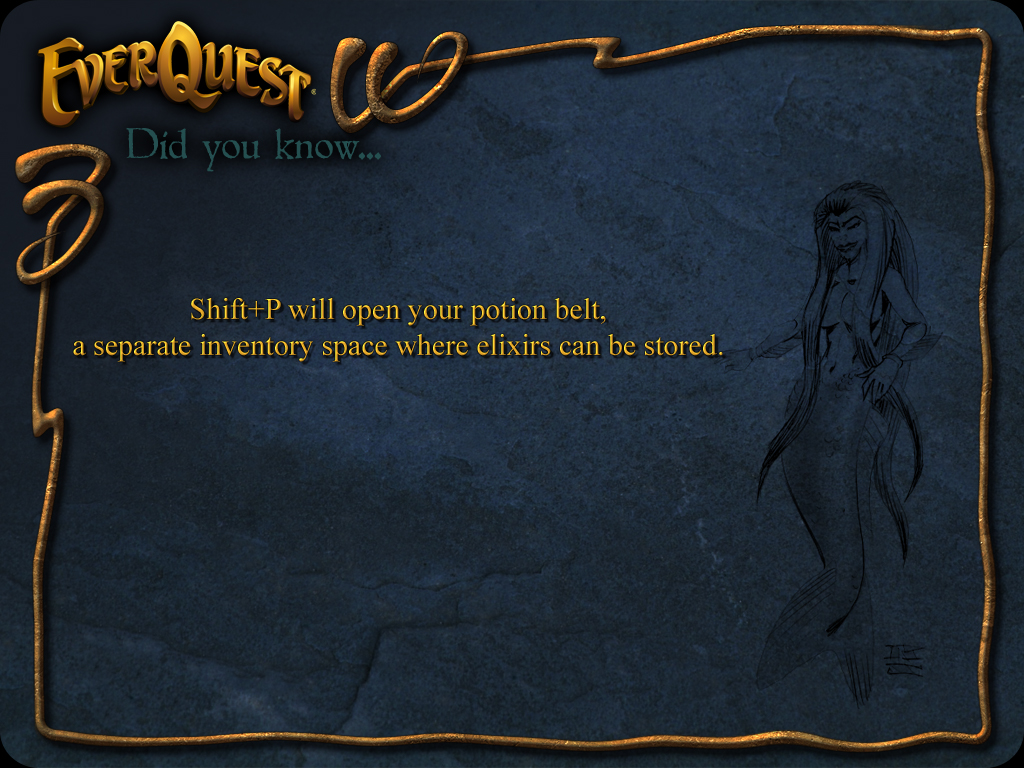 EverQuest
Did you know...
Shift+P will open your potion belt,
a separate inventory space where elixirs can be stored.